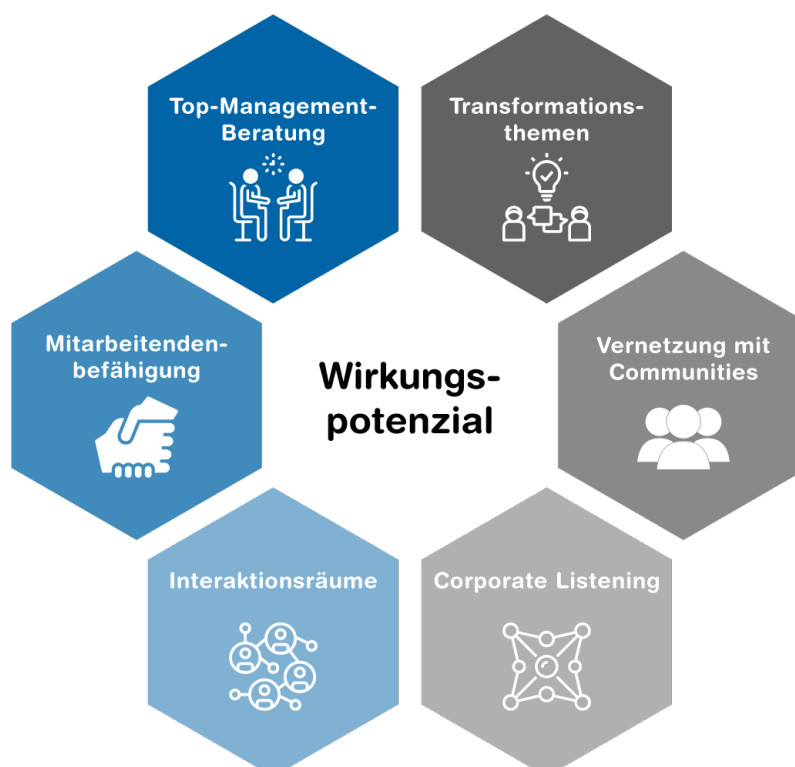 Top-Management-
Beratung
Transformations-
themen
Mitarbeitenden-
befähigung
Wirkungs-
potenzial
Vernetzung mit
Communities
Interaktionsräume
Corporate Listening